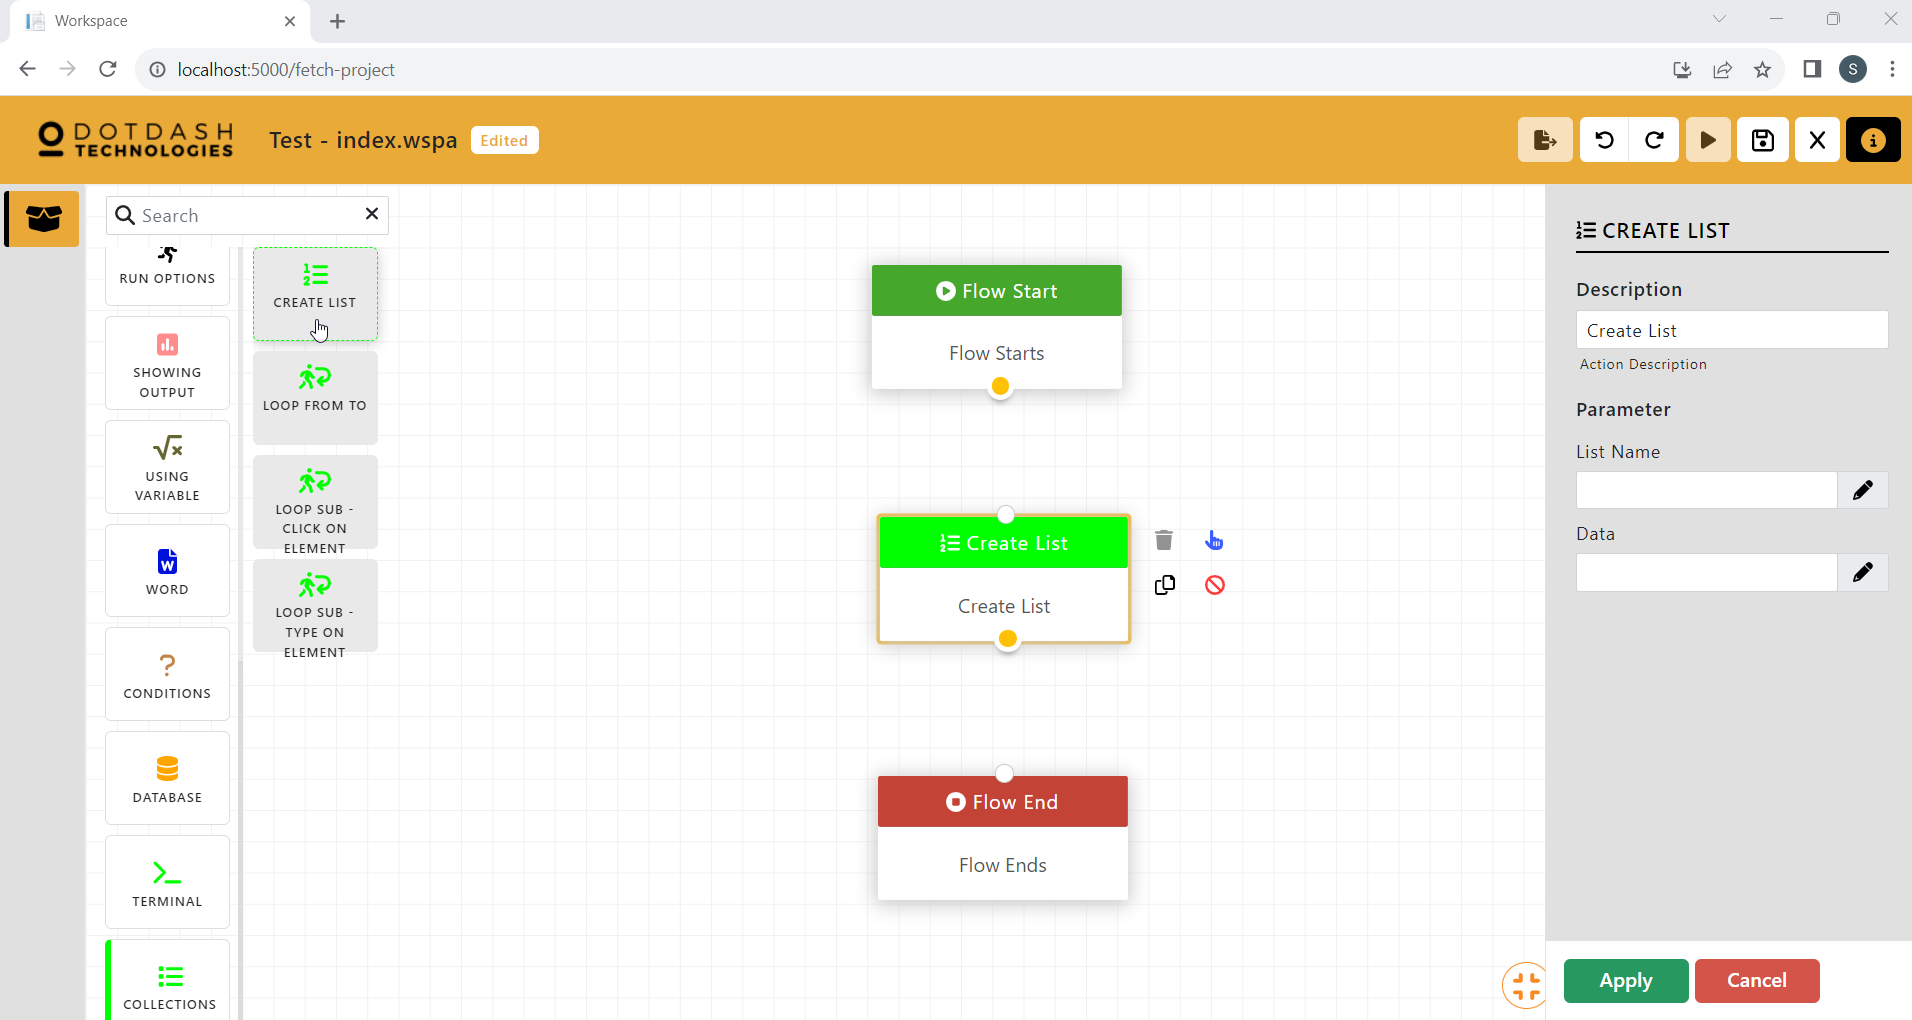 Workspace
localhost:5000/fetch-project
DOTDASH
TECHNOLOGIES
Test - index.wspa
Edited
S
Search
RUN OPTIONS
SHOWING
OUTPUT
USING
VARIABLE
WORD
CONDITIONS
DATABASE
TERMINAL
COLLECTIONS
CREATE LIST
LOOP FROM TO
LOOP SUB -
CLICK ON
ELEMENT
LOOP SUB -
TYPE ON
ELEMENT
Flow Start
Flow Starts
Create List
Create List
Flow End
Flow Ends
CREATE LIST
Description
Create List
Action Description
Parameter
List Name
Data
Apply
Cancel